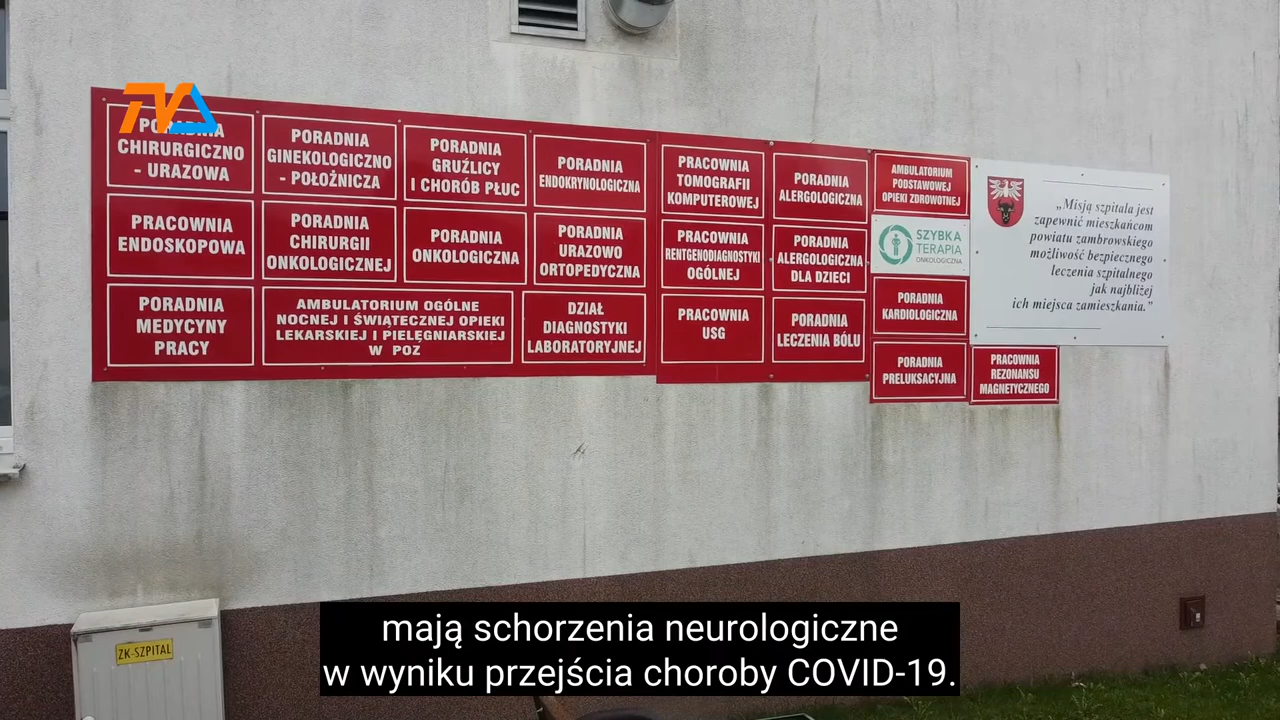 TVA
PORADNIA
CHIRURGICZNO
- URAZOWA
PORADNIA
GINEKOLOGICZNO
- POŁOŻNICZA
PORADNIA
GRUŹLICY
I CHORÓB PŁUC
PORADNIA
ENDOKRYNOLOGICZNA
PRACOWNIA
TOMOGRAFII
KOMPUTEROWEJ
PORADNIA
ALERGOLOGICZNA
AMBULATORIUM
PODSTAWOWEJ
OPIEKI ZDROWOTNEJ
PRACOWNIA
ENDOSKOPOWA
PORADNIA
CHIRURGII
ONKOLOGICZNEJ
PORADNIA
ONKOLOGICZNA
PORADNIA
URAZOWO
ORTOPEDYCZNA
PRACOWNIA
RENTGENODIAGNOSTYKI
OGÓLNEJ
PORADNIA
ALERGOLOGICZNA
DLA DZIECI
SZYBKA
TERAPIA
ONKOLOGICZNA
PORADNIA
MEDYCYNY
PRACY
AMBULATORIUM OGÓLNE
NOCNEJ I ŚWIĄTECZNEJ OPIEKI
LEKARSKIEJ I PIELĘGNIARSKIEJ
W POZ
DZIAŁ
DIAGNOSTYKI
LABORATORYJNEJ
PRACOWNIA
USG
PORADNIA
LECZENIA BÓLU
PORADNIA
KARDIOLOGICZNA
PORADNIA
PRELUKSACYJNA
PRACOWNIA
REZONANSU
MAGNETYCZNEGO
„Misją szpitala jest
zapewnić mieszkańcom
powiatu zambrowskiego
możliwość bezpiecznego
leczenia szpitalnego
jak najbliżej
ich miejsca zamieszkania.”
ZK-SZPITAL
mają schorzenia neurologiczne
w wyniku przejścia choroby COVID-19.